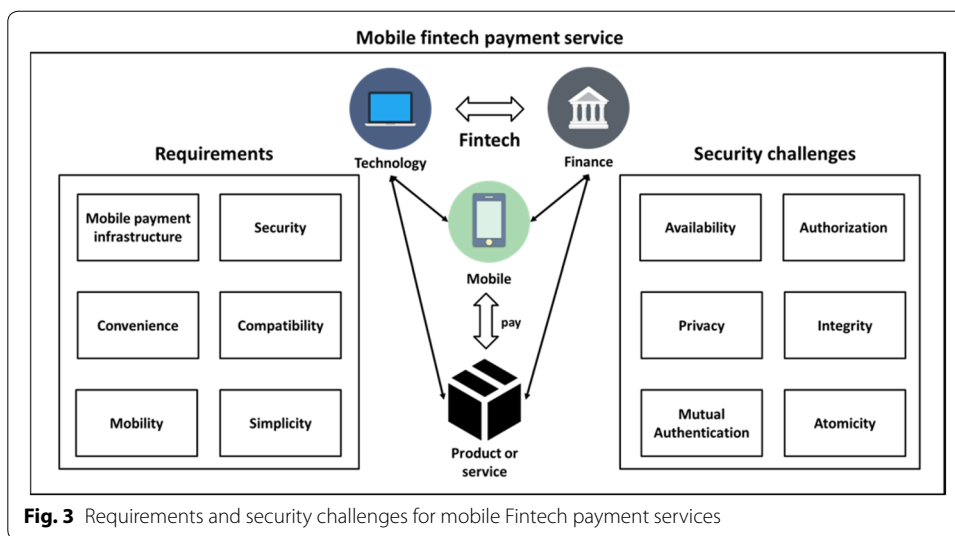 Mobile fintech payment service
Requirements
Mobile payment
infrastructure
Security
Convenience
Compatibility
Mobility
Simplicity
Technology
Fintech
Finance
Mobile
pay
Product or
service
Security challenges
Availability
Authorization
Privacy
Integrity
Mutual
Authentication
Atomicity
Fig. 3 Requirements and security challenges for mobile Fintech payment services